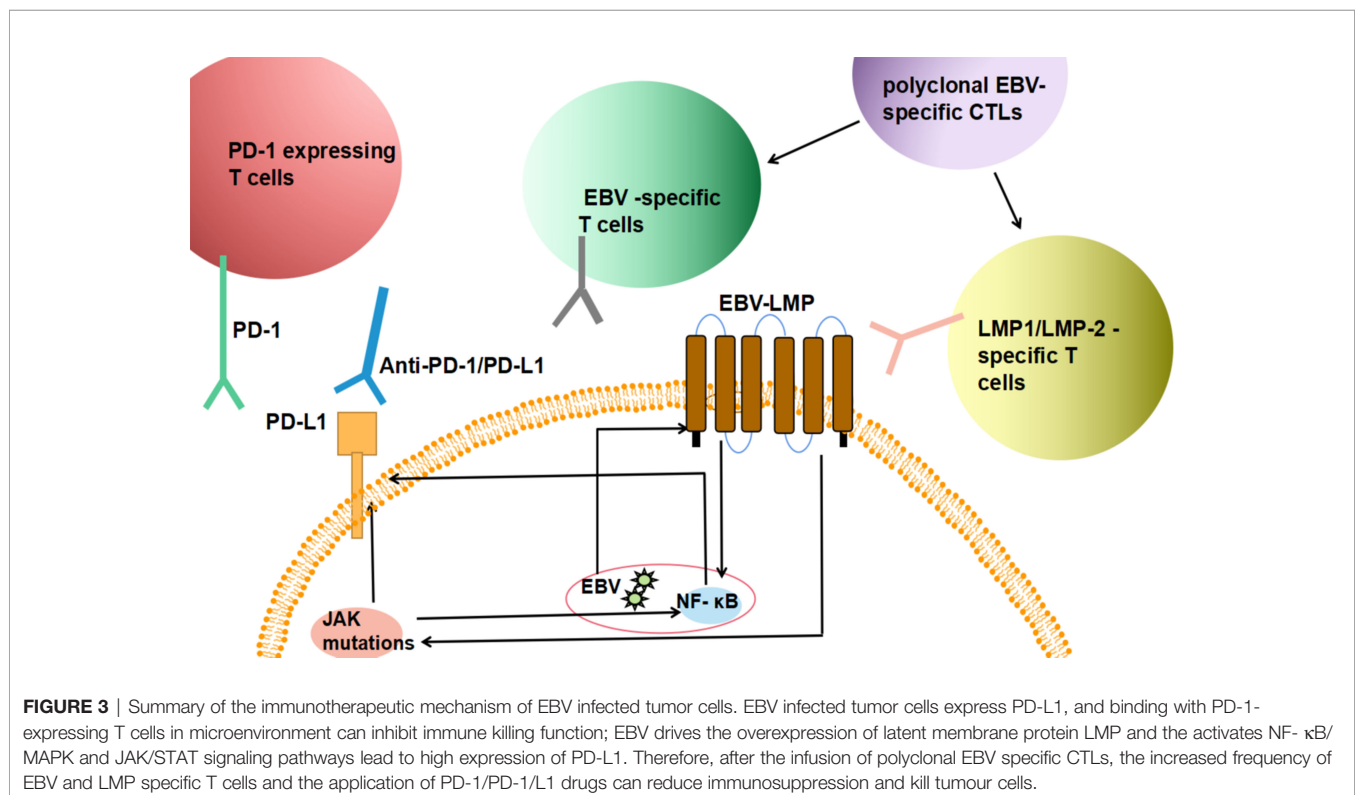 polyclonal EBV-
specific CTLs
PD-1 expressing
T cells
EBV -specific
T cells
EBV-LMP
PD-1
LMP1/LMP-2 -
specific T
cells
Anti-PD-1/PD-L1
PD-L1
EBV
NF- κB
JAK
mutations
FIGURE 3 | Summary of the immunotherapeutic mechanism of EBV infected tumor cells. EBV infected tumor cells express PD-L1, and binding with PD-1-
expressing T cells in microenvironment can inhibit immune killing function; EBV drives the overexpression of latent membrane protein LMP and the activates NF- κB/
MAPK and JAK/STAT signaling pathways lead to high expression of PD-L1. Therefore, after the infusion of polyclonal EBV specific CTLs, the increased frequency of
EBV and LMP specific T cells and the application of PD-1/PD-1/L1 drugs can reduce immunosuppression and kill tumour cells.